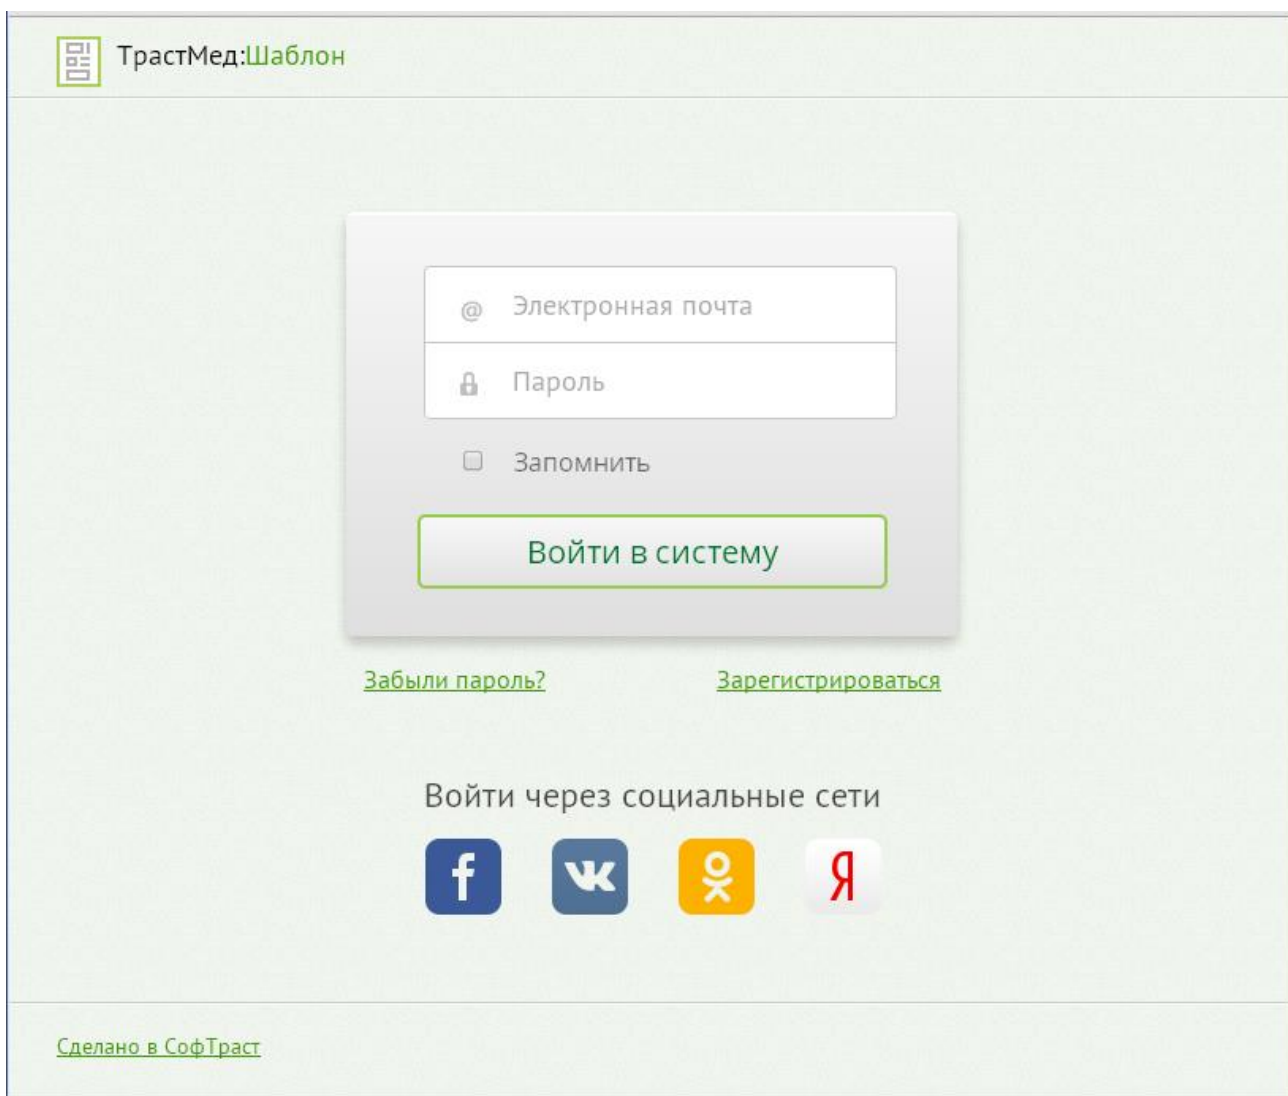 ТрастМед:Шаблон
@ Электронная почта
Пароль
Запомнить
Войти в систему
Забыли пароль? Зарегистрироваться
Войти через социальные сети
Сделано в СофТраст